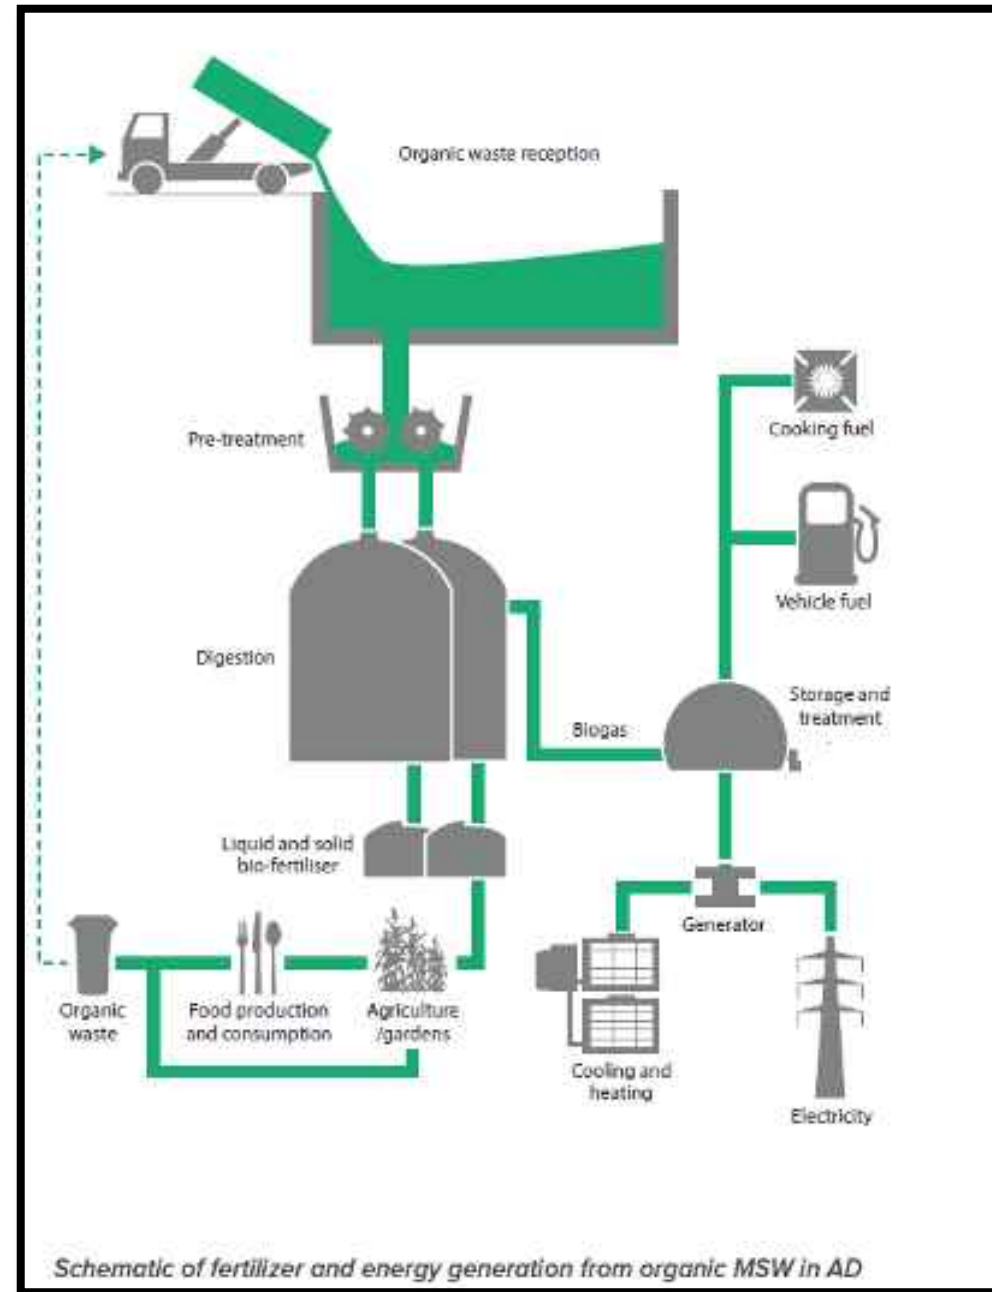 Organic waste reception
Pre-treatment
Cooking fuel
Vehicle fuel
Digestion
Storage and
treatment
Biogas
Liquid and solid
bio-fertiliser
Generator
Organic
waste
Food production
and consumption
Agriculture
/gardens
Cooling and
heating
Electricity
Schematic of fertilizer and energy generation from organic MSW in AD